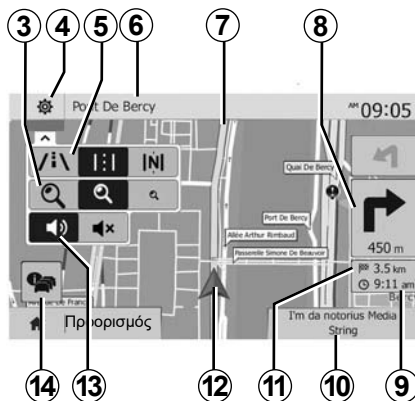 3 4 5 6 7 8
Pont De Bercy
AM 09:05
N
Quai De Bercy
Port De Bercy
Allée Arthur Rimbaud
Passerelle Simone De Beauvoir
450 m
3.5 km
9:11 am
Bercy
Προορισμός
I'm da notorius Media
String
14 13 12 11 10 9